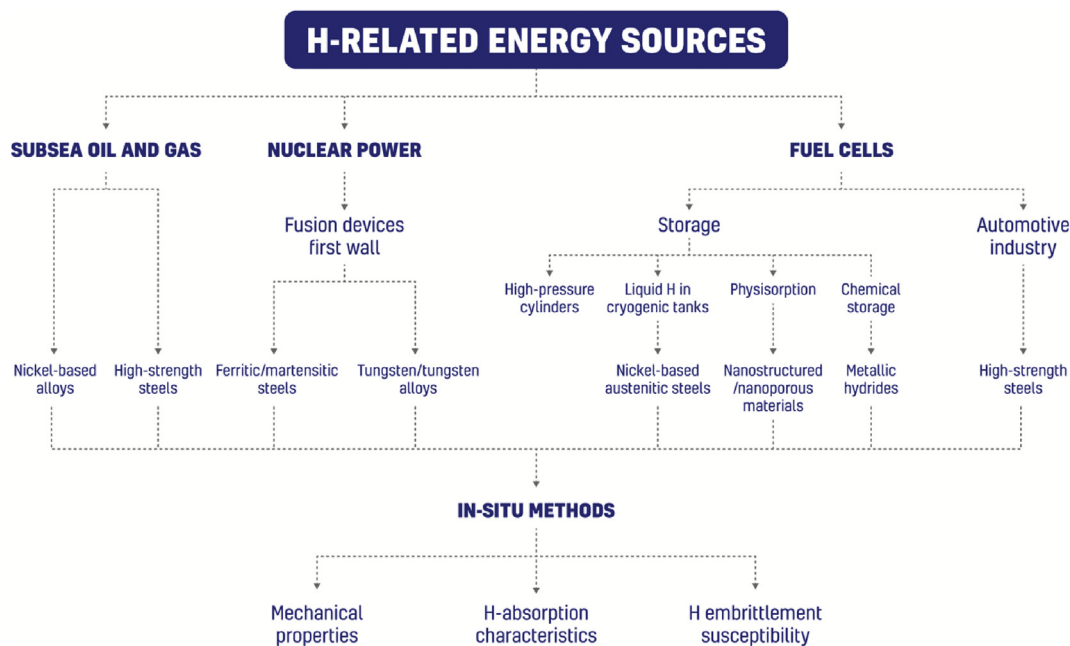 H-RELATED ENERGY SOURCES
SUBSEA OIL AND GAS
NUCLEAR POWER
FUEL CELLS
Fusion devices
first wall
Storage
Automotive
industry
High-pressure
cylinders
Liquid H in
cryogenic tanks
Physisorption
Chemical
storage
Nickel-based
alloys
High-strength
steels
Ferritic/martensitic
steels
Tungsten/tungsten
alloys
Nickel-based
austenitic steels
Nanostructured
/nanoporous
materials
Metallic
hydrides
High-strength
steels
IN-SITU METHODS
Mechanical
properties
H-absorption
characteristics
H embrittlement
susceptibility